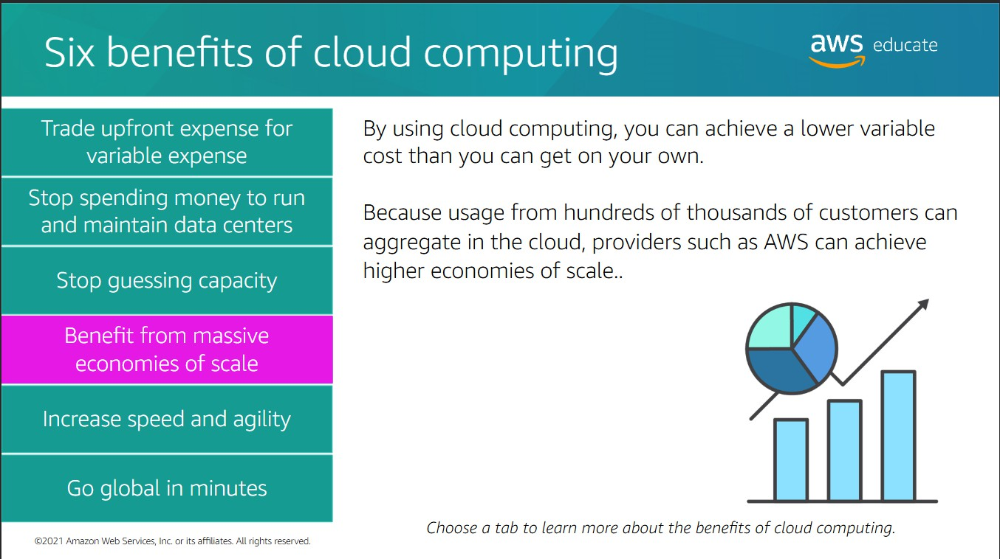 Six benefits of cloud computing
aws educate
Trade upfront expense for
variable expense
Stop spending money to run
and maintain data centers
Stop guessing capacity
Benefit from massive
economies of scale
Increase speed and agility
Go global in minutes
By using cloud computing, you can achieve a lower variable
cost than you can get on your own.
Because usage from hundreds of thousands of customers can
aggregate in the cloud, providers such as AWS can achieve
higher economies of scale..
Choose a tab to learn more about the benefits of cloud computing.
©2021 Amazon Web Services, Inc. or its affiliates. All rights reserved.